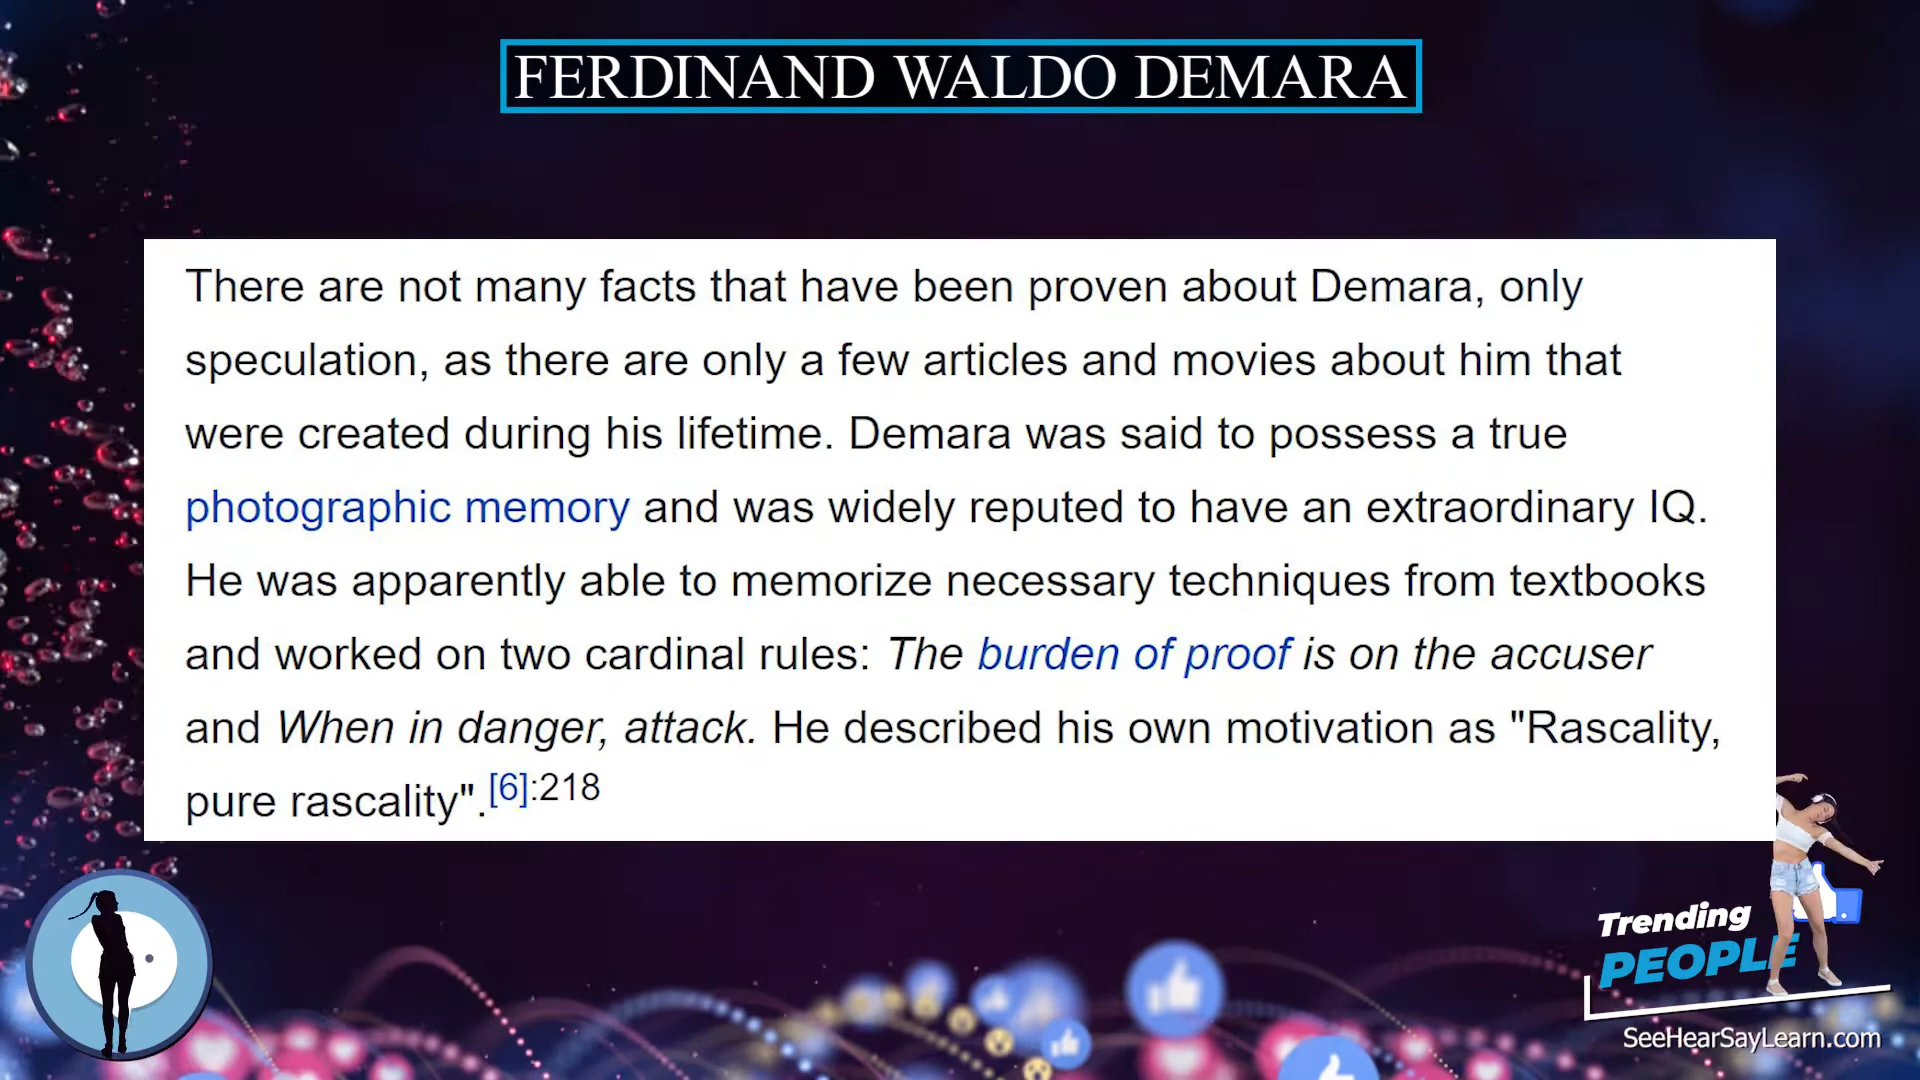 FERDINAND WALDO DEMARA
There are not many facts that have been proven about Demara, only
speculation, as there are only a few articles and movies about him that
were created during his lifetime. Demara was said to possess a true
photographic memory and was widely reputed to have an extraordinary IQ.
He was apparently able to memorize necessary techniques from textbooks
and worked on two cardinal rules: The burden of proof is on the accuser
and When in danger, attack. He described his own motivation as "Rascality,
pure rascality".[6]:218
Trending
PEOPLE
SeeHearSayLearn.com